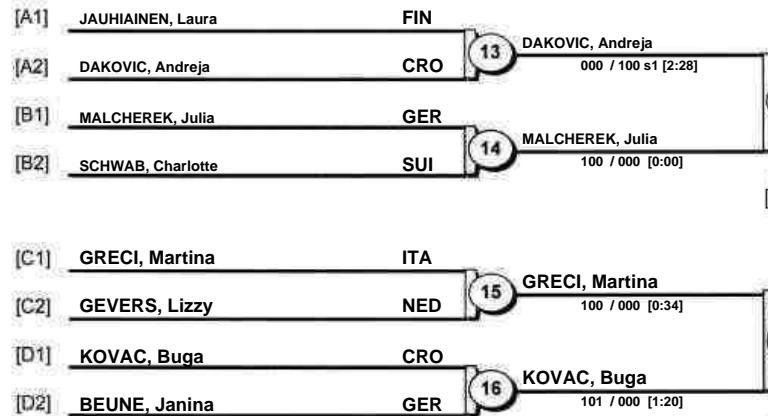 [A1] JAUHIAINEN, Laura FIN
13 DAKOVIC, Andreja
000 / 100 s1 [2:28]
[A2] DAKOVIC, Andreja CRO
[B1] MALCHEREK, Julia GER
14 MALCHEREK, Julia
100 / 000 [0:00]
[B2] SCHWAB, Charlotte SUI
[C1] GRECI, Martina ITA
15 GRECI, Martina
100 / 000 [0:34]
[C2] GEVERS, Lizzy NED
[D1] KOVAC, Buga CRO
16 KOVAC, Buga
101 / 000 [1:20]
[D2] BEUNE, Janina GER